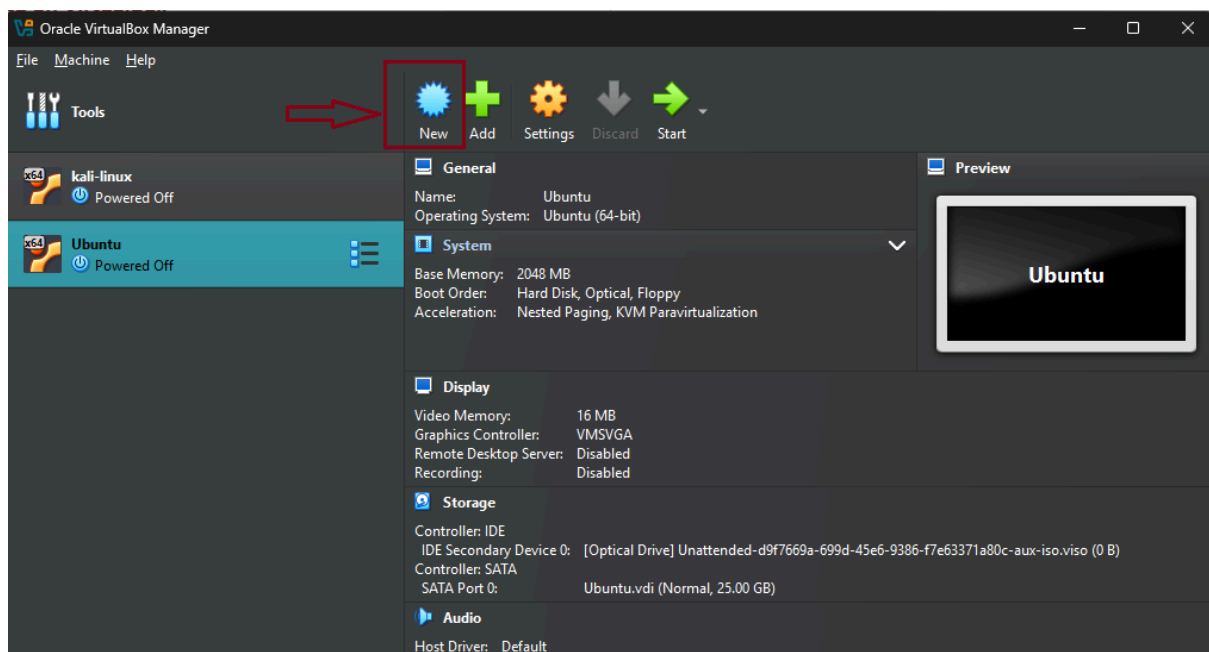 Oracle VirtualBox Manager
File Machine Help
Tools
New Add Settings Discard Start
x64 kali-linux
Powered Off
x64 Ubuntu
Powered Off
General
Name: Ubuntu
Operating System: Ubuntu (64-bit)
System
Base Memory: 2048 MB
Boot Order: Hard Disk, Optical, Floppy
Acceleration: Nested Paging, KVM Paravirtualization
Preview
Ubuntu
Display
Video Memory: 16 MB
Graphics Controller: VMSVGA
Remote Desktop Server: Disabled
Recording: Disabled
Storage
Controller: IDE
IDE Secondary Device 0: [Optical Drive] Unattended-d9f7669a-699d-45e6-9386-f7e63371a80c-aux-iso.viso (0 B)
Controller: SATA
SATA Port 0: Ubuntu.vdi (Normal, 25.00 GB)
Audio
Host Driver: Default